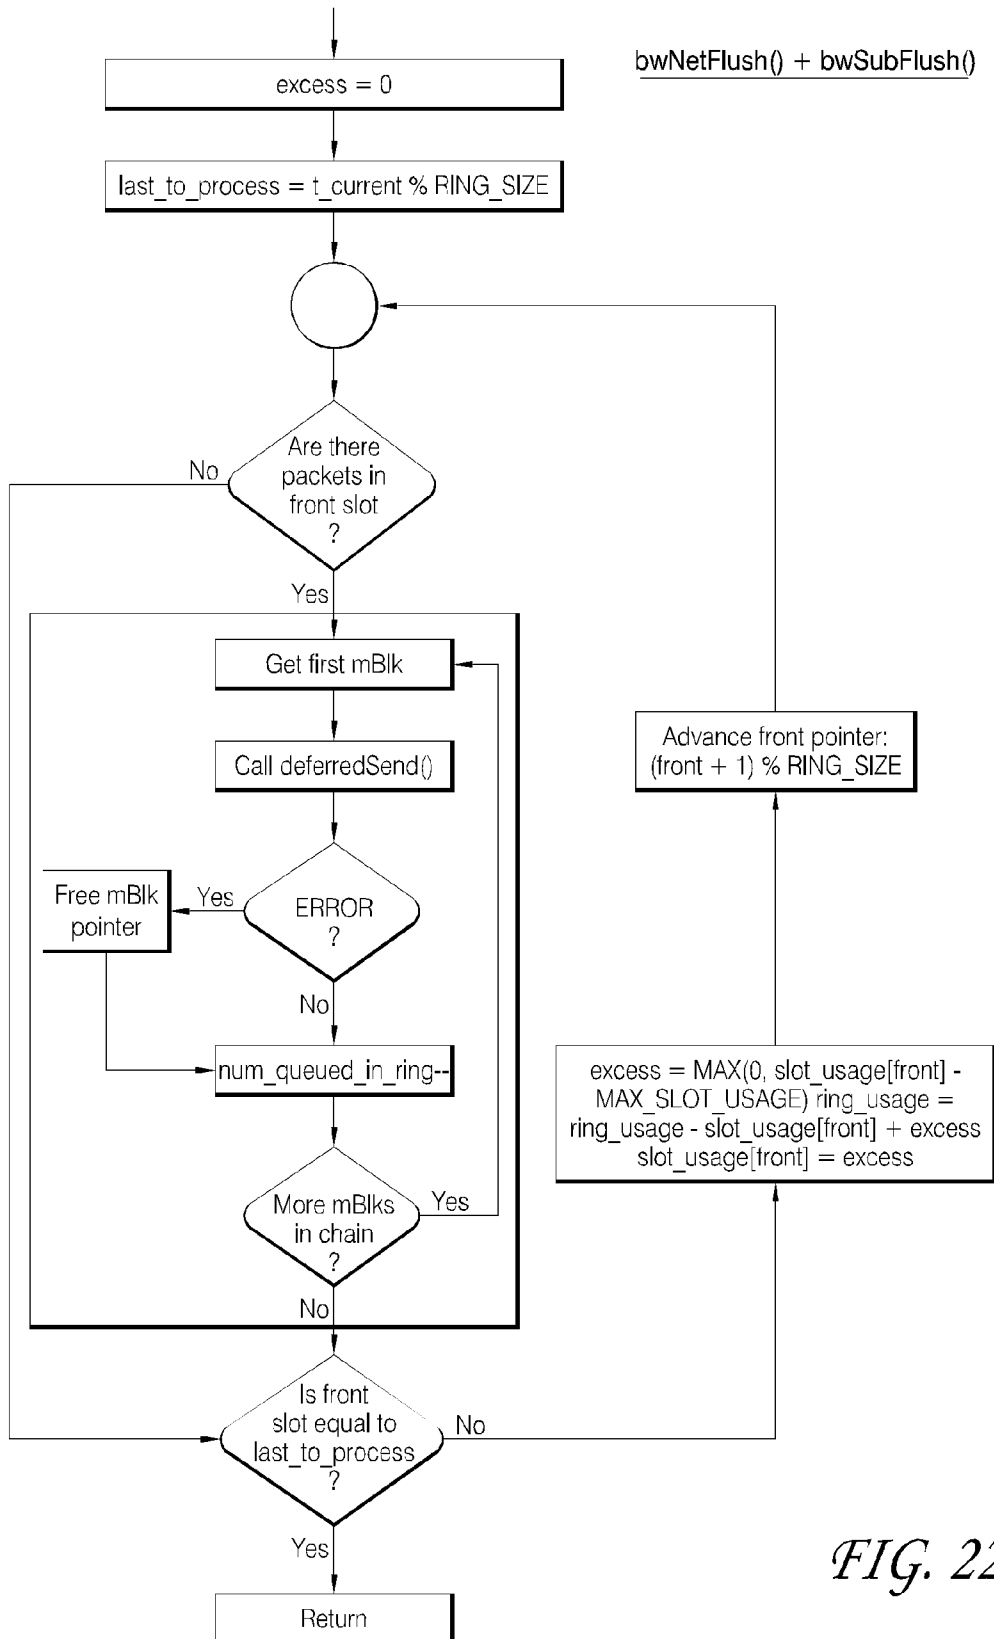 bwNetFlush() + bwSubFlush()
excess = 0
last_to_process = t_current % RING_SIZE
Are there
packets in
front slot
?
No
Yes
Get first mBlk
Call deferredSend()
Advance front pointer:
(front + 1) % RING_SIZE
Free mBlk
pointer
Yes
ERROR
?
No
num_queued_in_ring--
excess = MAX(0, slot_usage[front] -
MAX_SLOT_USAGE) ring_usage =
ring_usage - slot_usage[front] + excess
slot_usage[front] = excess
More mBlks
in chain
?
Yes
No
Is front
slot equal to
last_to_process
?
No
Yes
Return
FIG. 22